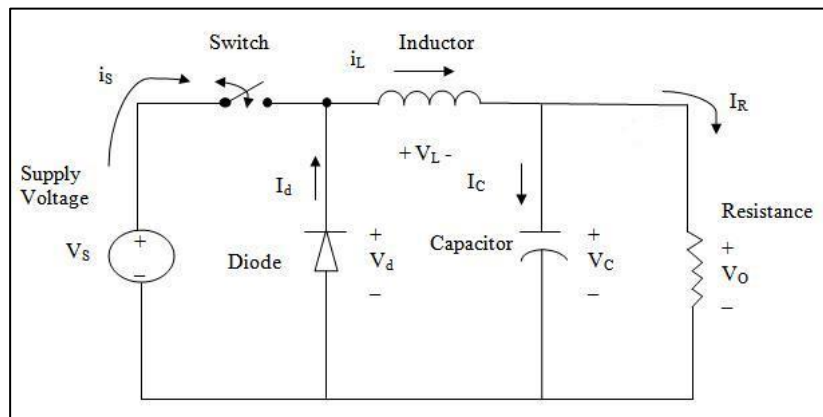 Switch
Inductor
iS
iL
IR
+ VL -
Supply
Voltage
Id
IC
Resistance
VS
+
–
Diode
+
Vd
–
Capacitor
+
VC
–
+
VO
–